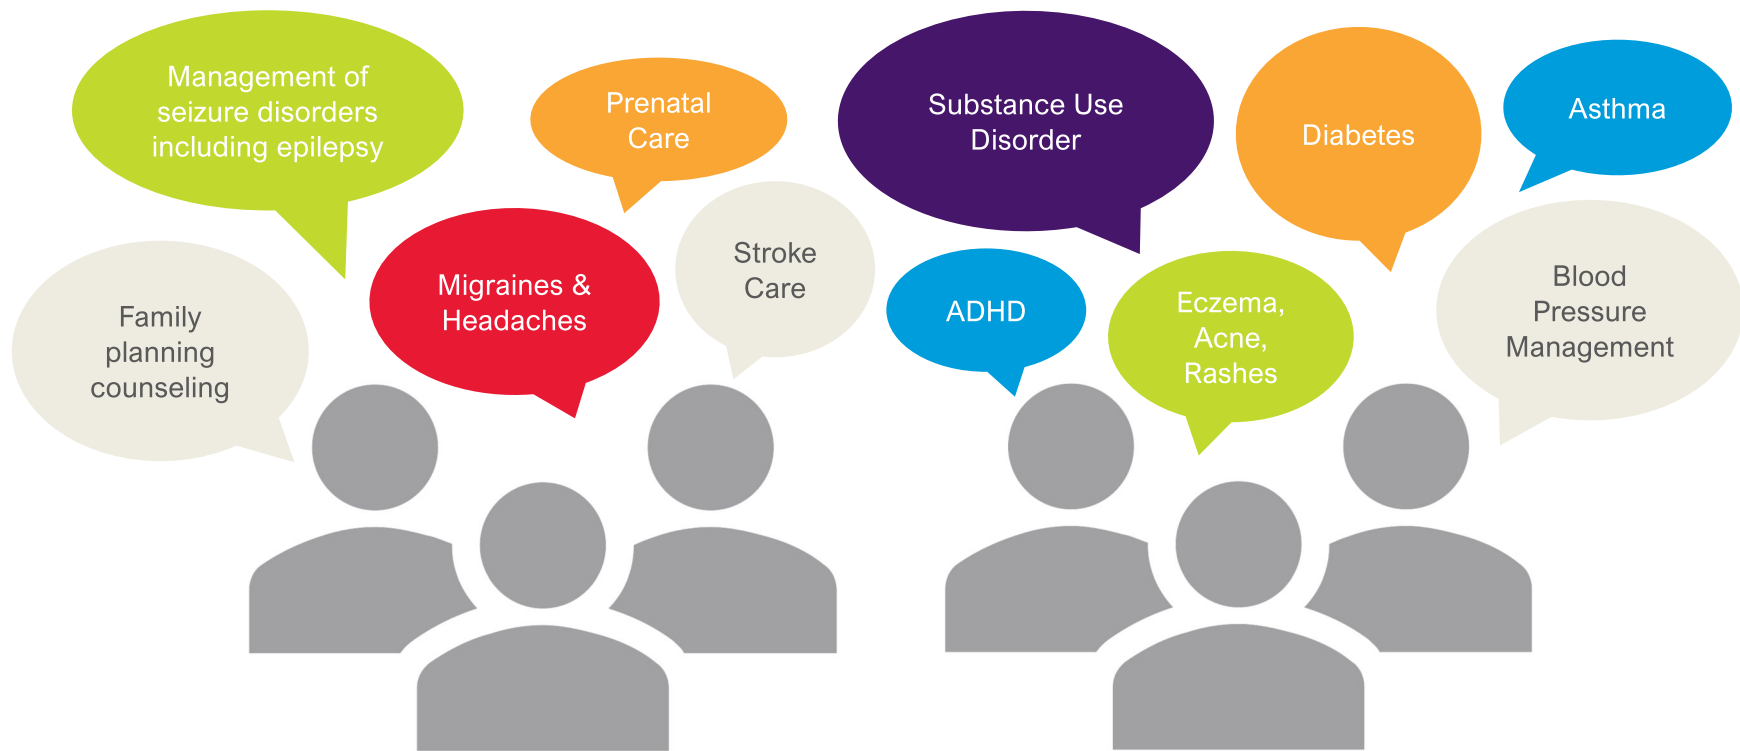 Management of
seizure disorders
including epilepsy
Prenatal
Care
Substance Use
Disorder
Diabetes
Asthma
Family
planning
counseling
Migraines &
Headaches
Stroke
Care
ADHD
Eczema,
Acne,
Rashes
Blood
Pressure
Management